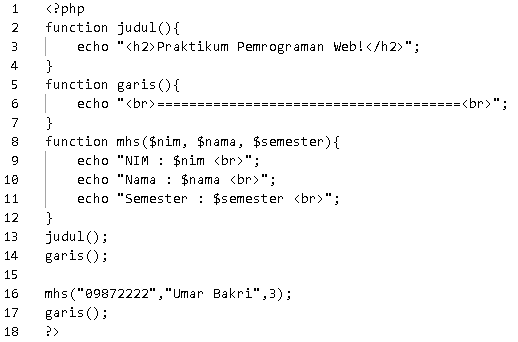 1 <?php
2 function judul(){
3     echo "<h2>Praktikum Pemrograman Web!</h2>";
4 }
5 function garis(){
6     echo "<br>======================================<br>";
7 }
8 function mhs($nim, $nama, $semester){
9     echo "NIM : $nim <br>";
10     echo "Nama : $nama <br>";
11     echo "Semester : $semester <br>";
12 }
13 judul();
14 garis();
15
16 mhs("09872222","Umar Bakri",3);
17 garis();
18 ?>